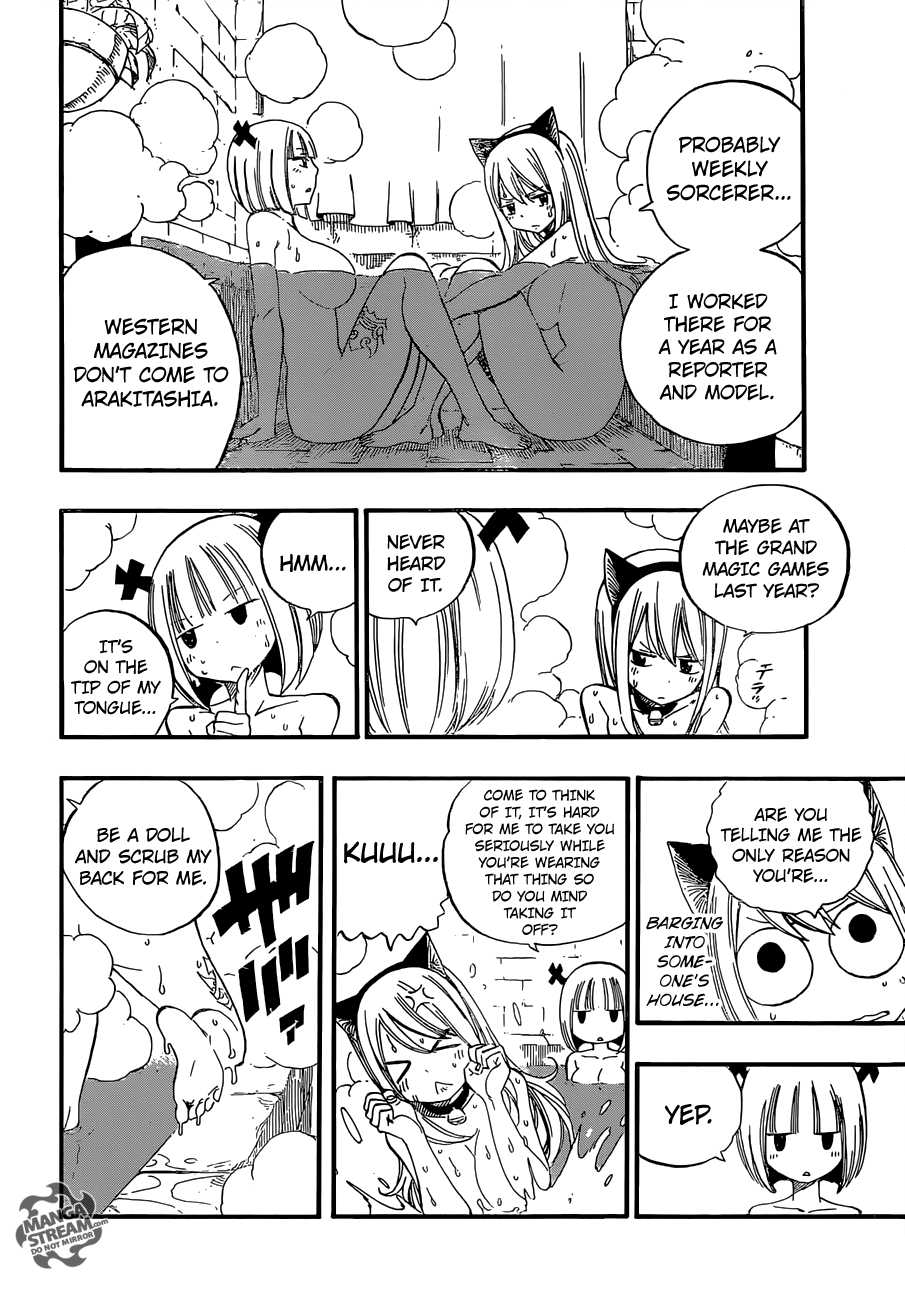 PROBABLY
WEEKLY
SORCERER...
I WORKED
THERE FOR
A YEAR AS A
REPORTER
AND MODEL.
WESTERN
MAGAZINES
DON'T COME TO
ARAKITASHIA.
MAYBE AT
THE GRAND
MAGIC GAMES
LAST YEAR?
NEVER
HEARD
OF IT.
HMM...
IT'S
ON THE
TIP OF MY
TONGUE...
ARE YOU
TELLING ME THE
ONLY REASON
YOU'RE...
BARGING
INTO
SOME-
ONE'S
HOUSE...
YEP.
COME TO THINK
OF IT, IT'S HARD
FOR ME TO TAKE YOU
SERIOUSLY WHILE
YOU'RE WEARING
THAT THING SO
DO YOU MIND
TAKING IT
OFF?
KUUU...
BE A DOLL
AND SCRUB MY
BACK FOR ME.
MANGA
STREAM.com
DO NOT MIRROR!